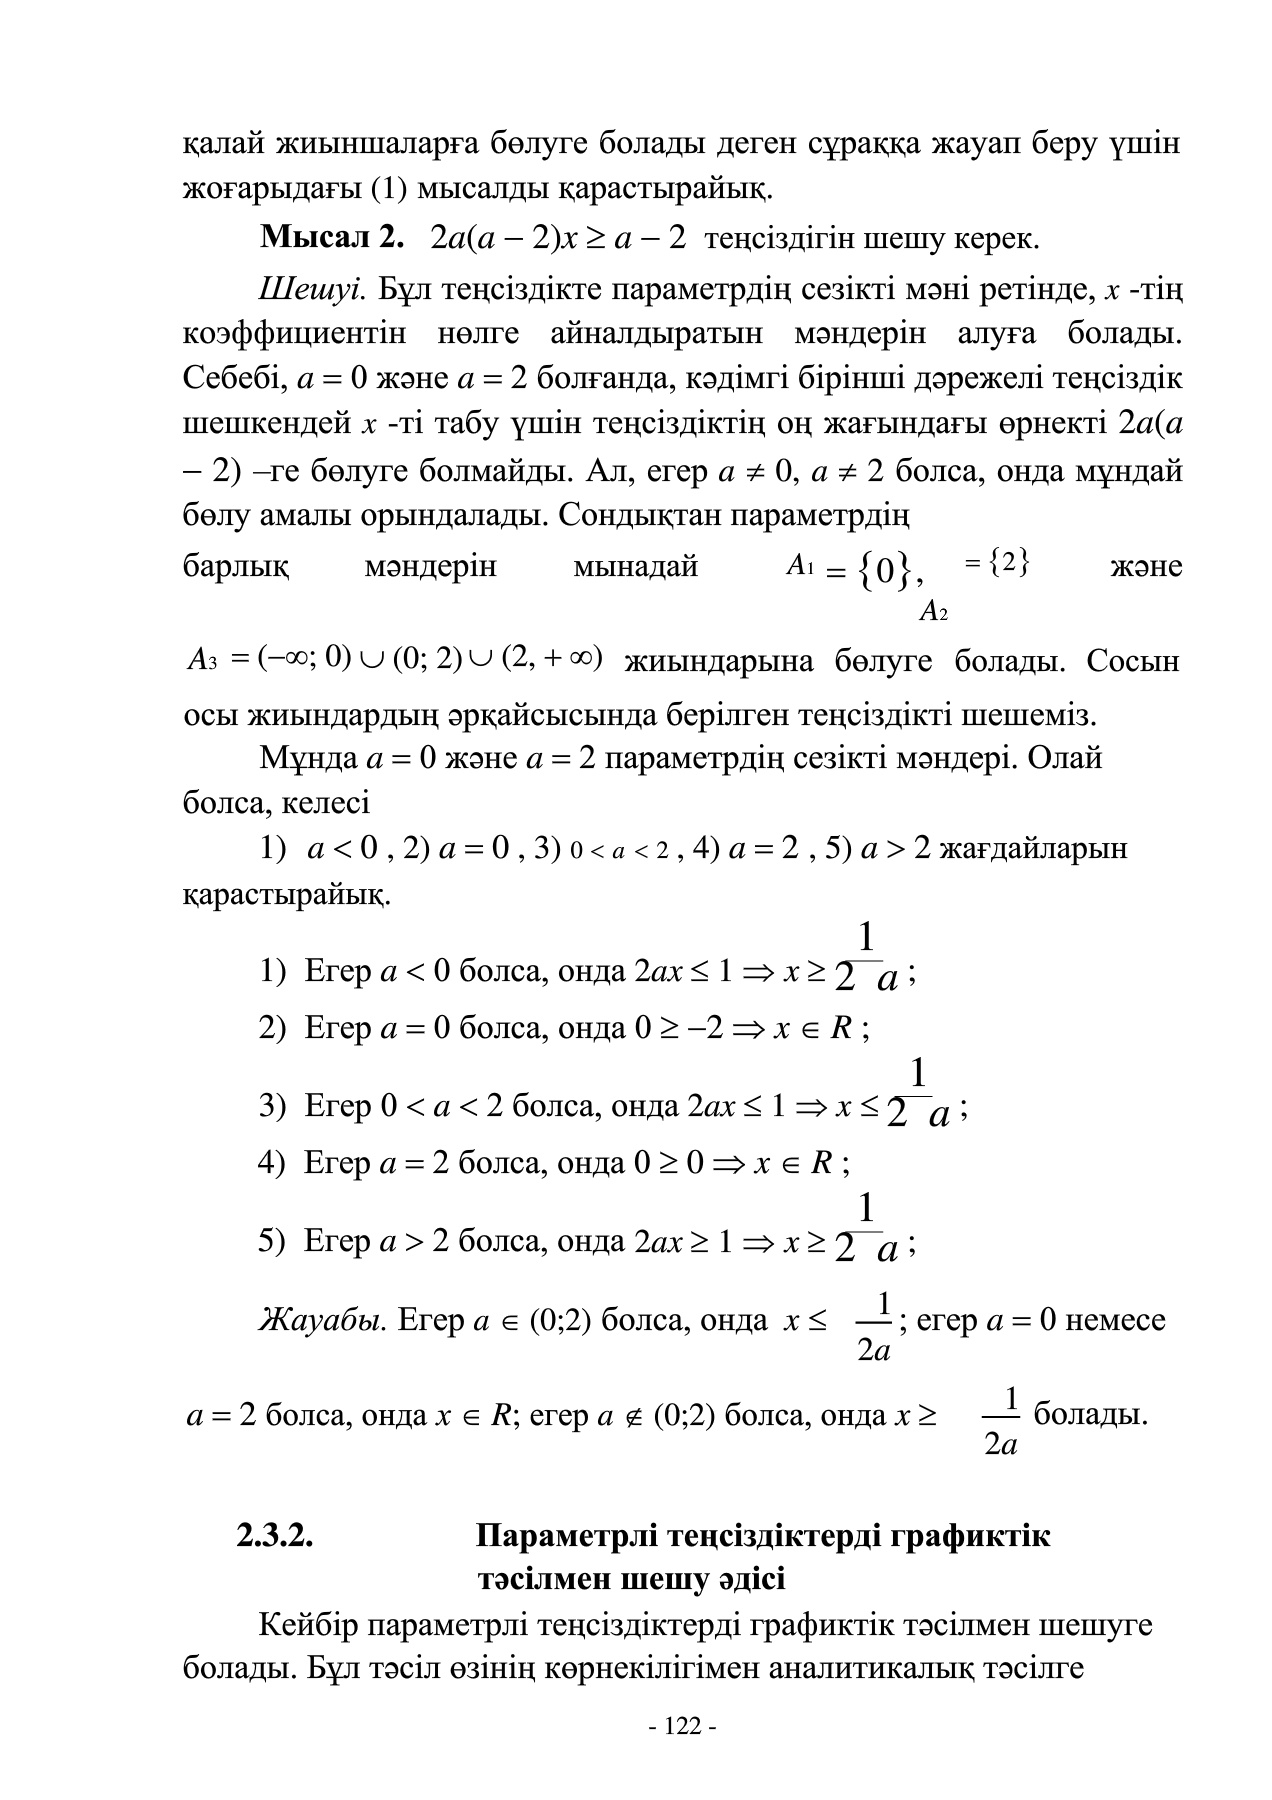 қалай жиыншаларға бөлуге болады деген сұраққа жауап беру үшін
жоғарыдағы (1) мысалды қарастырайық.
Мысал 2. 2a(a − 2)x ≥ a − 2 теңсіздігін шешу керек.
Шешуі. Бұл теңсіздікте параметрдің сезікті мәні ретінде, x -тің
коэффициентін нөлге айналдыратын мәндерін алуға болады.
Себебі, a = 0 және a = 2 болғанда, кәдімгі бірінші дәрежелі теңсіздік
шешкендей x -ті табу үшін теңсіздіктің оң жағындағы өрнекті 2a(a
− 2) –ге бөлуге болмайды. Ал, егер a ≠ 0, a ≠ 2 болса, онда мұндай
бөлу амалы орындалады. Сондықтан параметрдің
барлық мәндерін мынадай A1 = {0}, = {2} және
A2
A3 = (−∞; 0) ∪ (0; 2) ∪ (2, + ∞) жиындарына бөлуге болады. Сосын
осы жиындардың әрқайсысында берілген теңсіздікті шешеміз.
Мұнда a = 0 және a = 2 параметрдің сезікті мәндері. Олай
болса, келесі
1) a < 0 , 2) a = 0 , 3) 0 < a < 2 , 4) a = 2 , 5) a > 2 жағдайларын
қарастырайық.
1
1) Егер a < 0 болса, онда 2ax ≤ 1 ⇒ x ≥ 2 a ;
2) Егер a = 0 болса, онда 0 ≥ −2 ⇒ x ∈ R ;
1
3) Егер 0 < a < 2 болса, онда 2ax ≤ 1 ⇒ x ≤ 2 a ;
4) Егер a = 2 болса, онда 0 ≥ 0 ⇒ x ∈ R ;
1
5) Егер a > 2 болса, онда 2ax ≥ 1 ⇒ x ≥ 2 a ;
Жауабы. Егер a ∈ (0;2) болса, онда x ≤ 1 ; егер a = 0 немесе
2a
a = 2 болса, онда x ∈ R; егер a ∉ (0;2) болса, онда x ≥ 1 болады.
2a
2.3.2. Параметрлі теңсіздіктерді графиктік
тәсілмен шешу әдісі
Кейбір параметрлі теңсіздіктерді графиктік тәсілмен шешуге
болады. Бұл тәсіл өзінің көрнекілігімен аналитикалық тәсілге
- 122 -